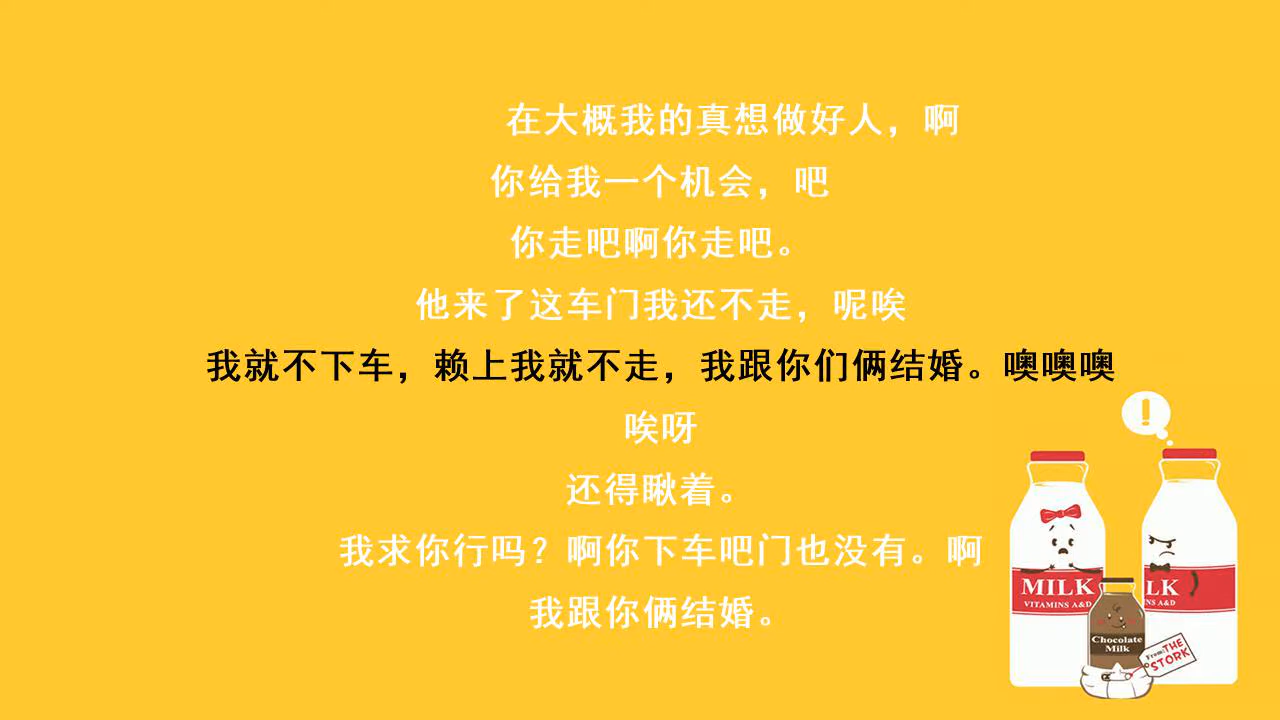 在大概我的真想做好人，啊
你给我一个机会，吧
你走吧啊你走吧。
他来了这车门我还不走，呢唉
我就不下车，赖上我就不走，我跟你们俩结婚。噢噢噢
唉呀
还得瞅着。
我求你行吗？啊你下车吧门也没有。啊
我跟你俩结婚。
!
MILK
VITAMINS A&D
LK
NS A&D
Chocolate
Milk
From: THE
STORK